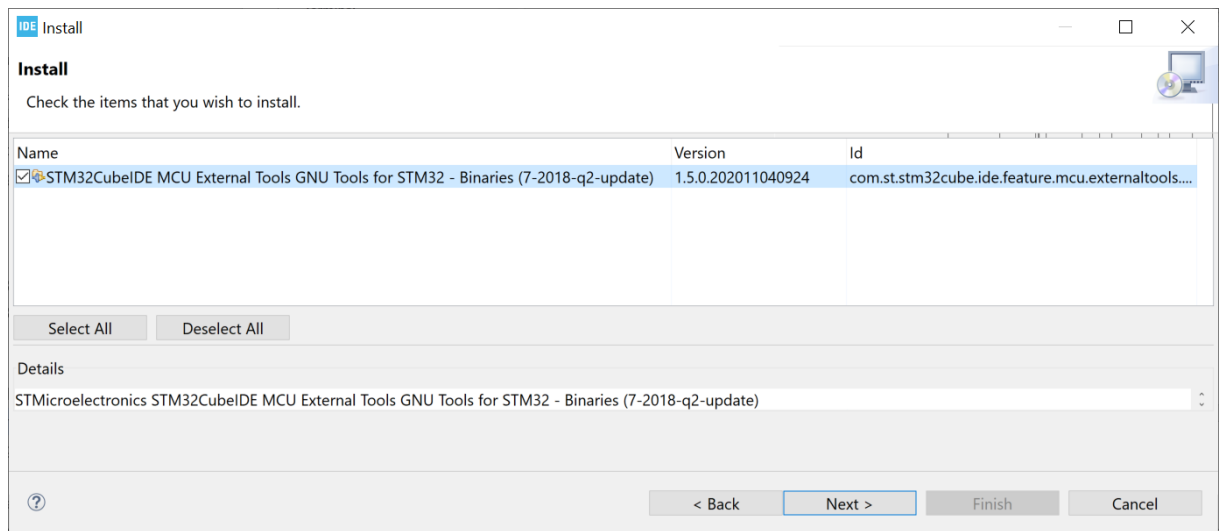 IDE Install
Install
Check the items that you wish to install.
Name Version Id
STM32CubeIDE MCU External Tools GNU Tools for STM32 - Binaries (7-2018-q2-update) 1.5.0.202011040924 com.st.stm32cube.ide.feature.mcu.externaltools....
Select All Deselect All
Details
STMicroelectronics STM32CubeIDE MCU External Tools GNU Tools for STM32 - Binaries (7-2018-q2-update)
? < Back Next > Finish Cancel